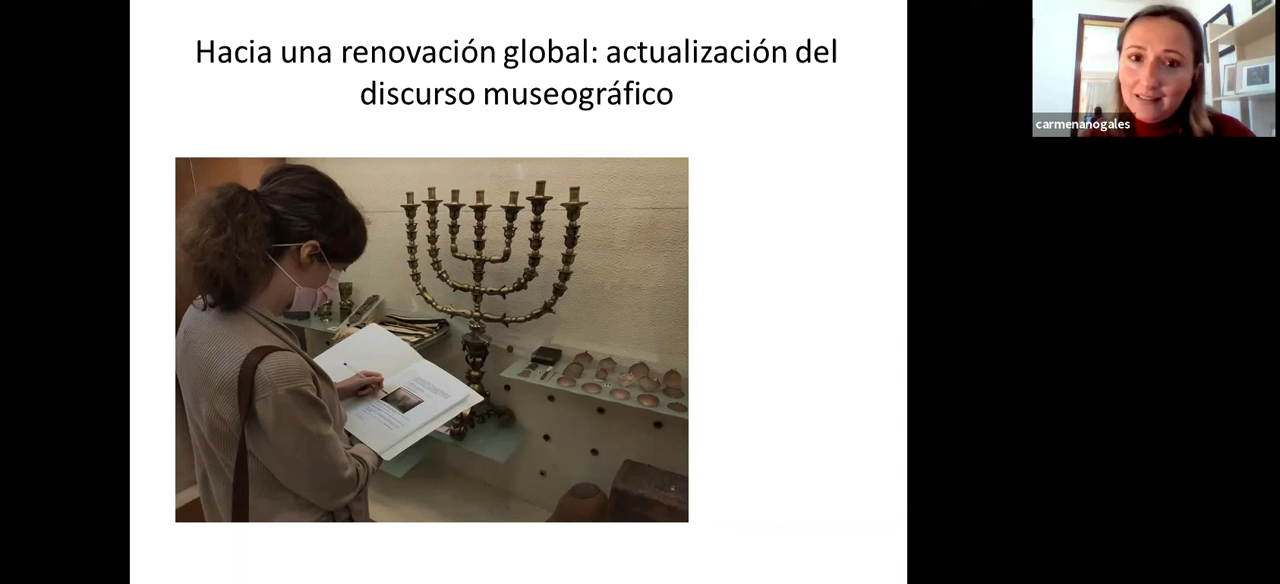 Hacia una renovación global: actualización del
discurso museográfico
carmenanogales